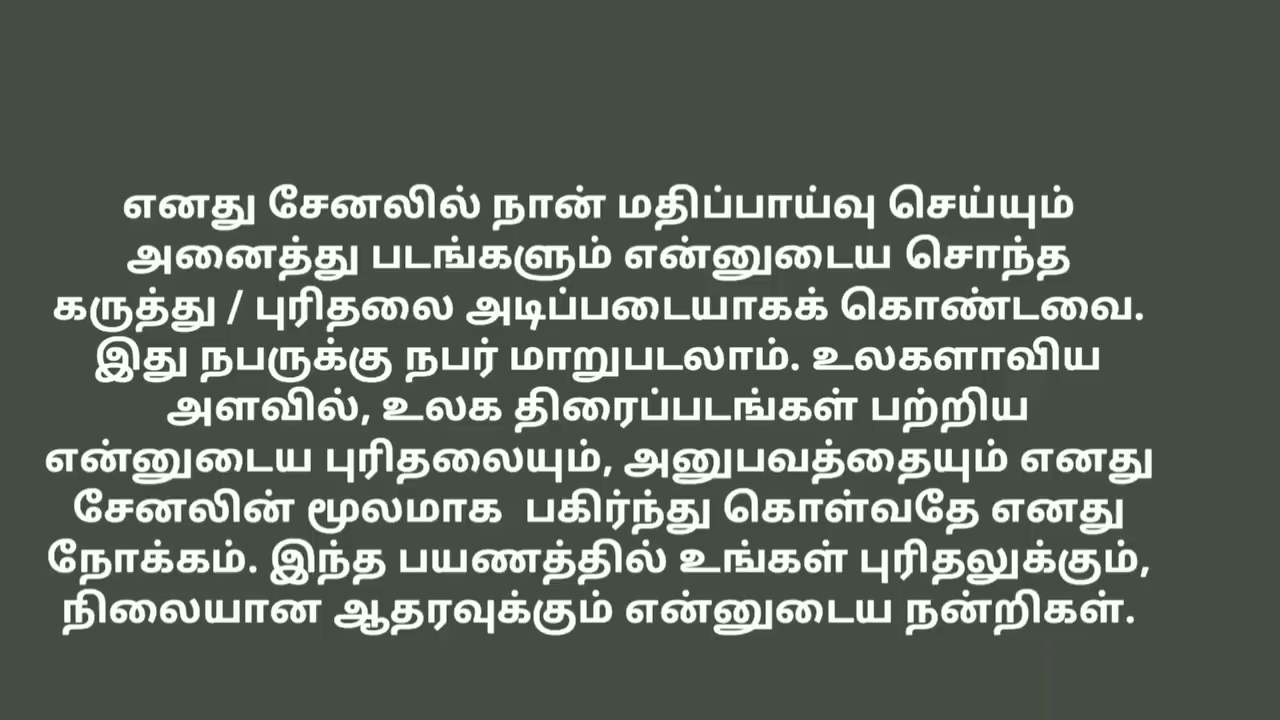 எனது சேனலில் நான் மதிப்பாய்வு செய்யும்
அனைத்து படங்களும் என்னுடைய சொந்த
கருத்து / புரிதலை அடிப்படையாகக் கொண்டவை.
இது நபருக்கு நபர் மாறுபடலாம். உலகளாவிய
அளவில், உலக திரைப்படங்கள் பற்றிய
என்னுடைய புரிதலையும், அனுபவத்தையும் எனது
சேனலின் மூலமாக  பகிர்ந்து கொள்வதே எனது
நோக்கம். இந்த பயணத்தில் உங்கள் புரிதலுக்கும்,
நிலையான ஆதரவுக்கும் என்னுடைய நன்றிகள்.